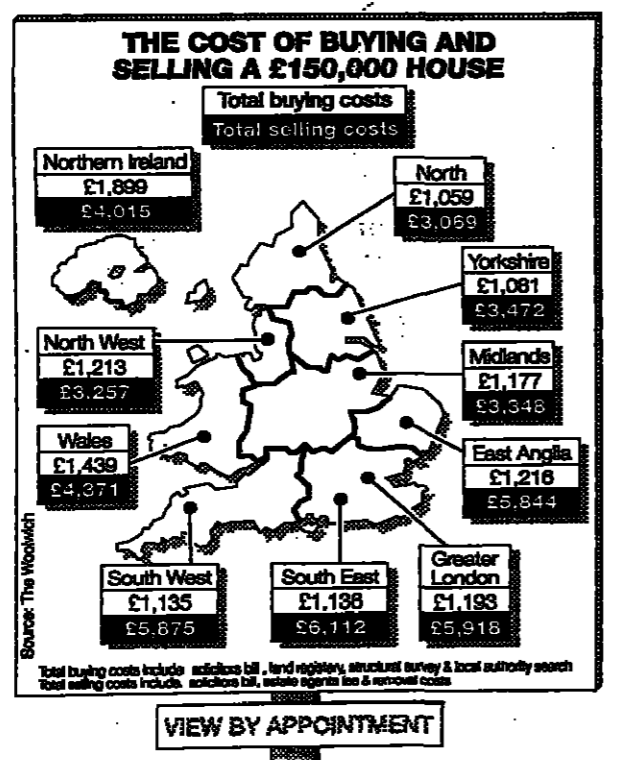 THE COST OF BUYING AND
SELLING A £150,000 HOUSE
Total buying costs
Total selling costs
Northern Ireland
£1,899
£4,015
North
£1,059
£3,069
Yorkshire
£1,081
£3,472
North West
£1,213
£3,257
Midlands
£1,177
£3,348
Wales
£1,439
£4,371
East Anglia
£1,216
£5,844
South West
£1,135
£5,875
South East
£1,136
£6,112
Greater
London
£1,193
£5,918
Source: The Woolwich
Total buying costs include solicitors bill, land registry, structural survey & local authority search
Total selling costs include. solicitors bill, estate agents fee & removal costs
VIEW BY APPOINTMENT